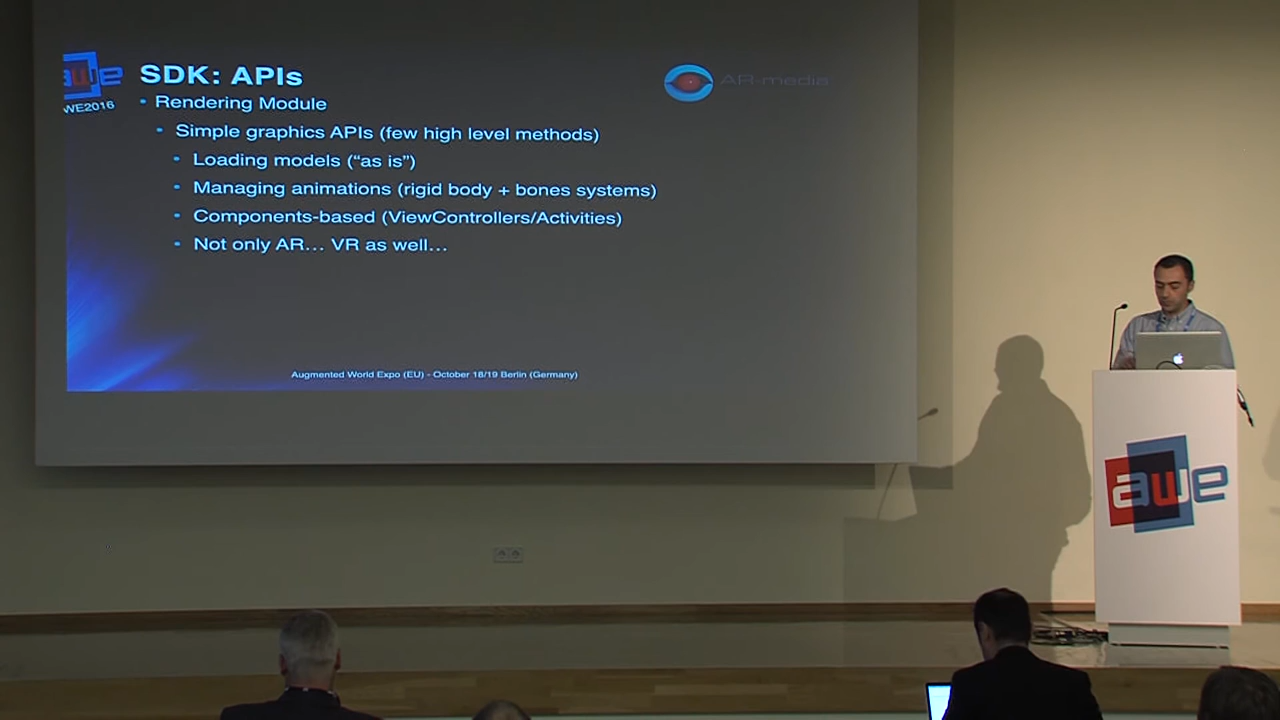 SDK: APIs
awe
WE2016
AR-media
• Rendering Module
• Simple graphics APIs (few high level methods)
• Loading models (“as is”)
• Managing animations (rigid body + bones systems)
• Components-based (ViewControllers/Activities)
• Not only AR… VR as well…
Augmented World Expo (EU) - October 18/19 Berlin (Germany)
awe